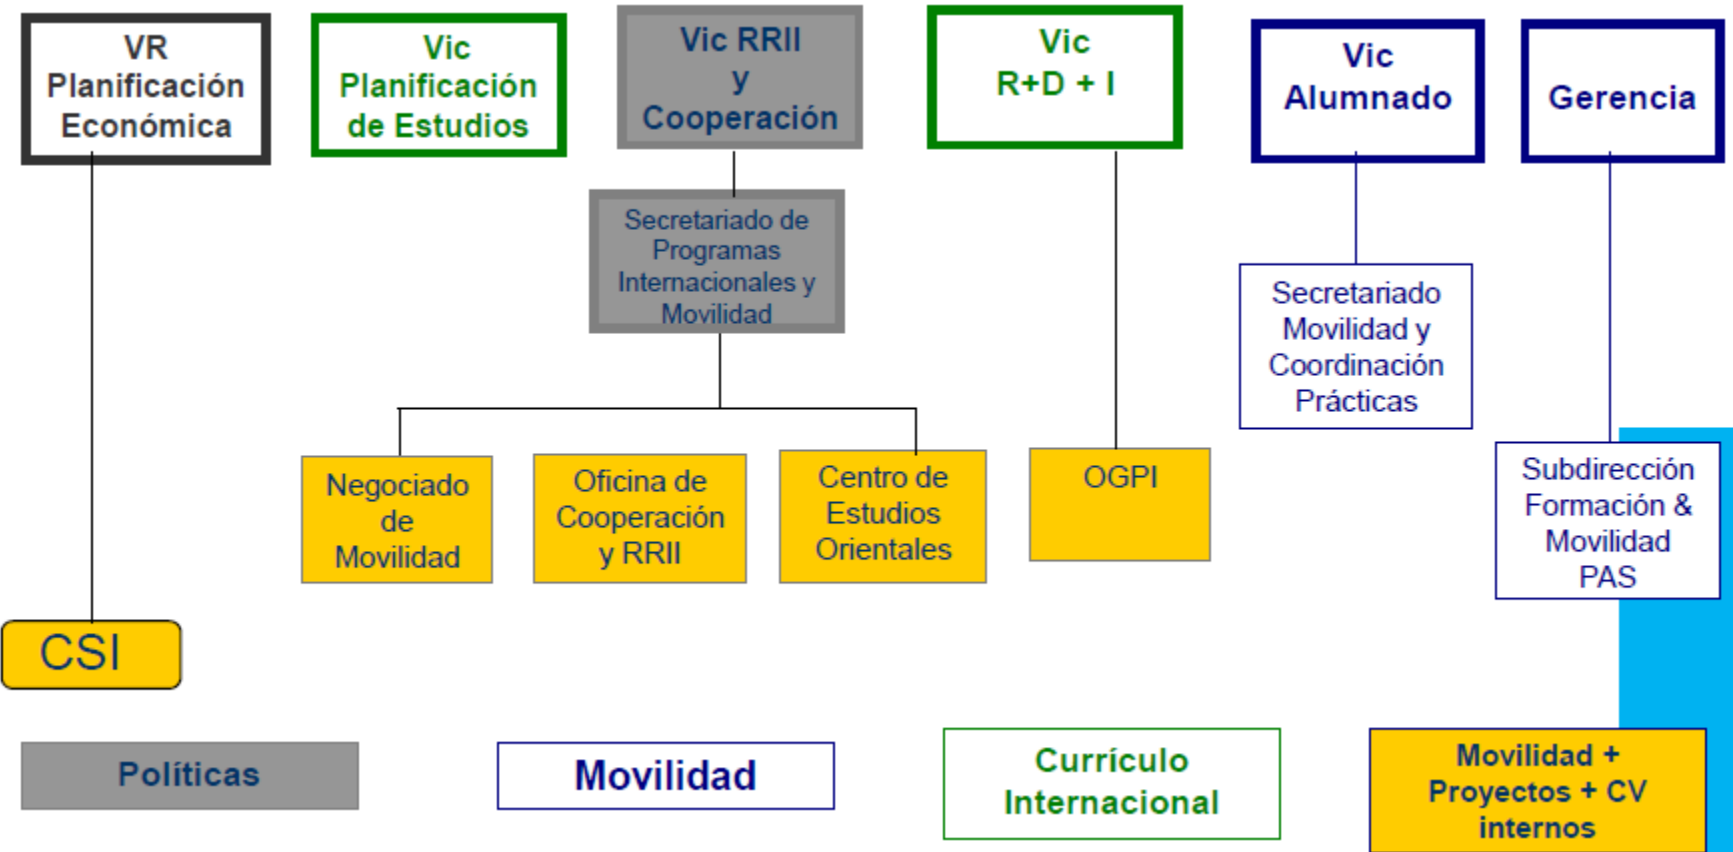 VR
Planificación
Económica
Vic
Planificación
de Estudios
Vic RRII
y
Cooperación
Vic
R+D + I
Vic
Alumnado
Gerencia
Secretariado de
Programas
Internacionales y
Movilidad
Secretariado
Movilidad y
Coordinación
Prácticas
Negociado
de
Movilidad
Oficina de
Cooperación
y RRII
Centro de
Estudios
Orientales
OGPI
Subdirección
Formación &
Movilidad
PAS
CSI
Políticas
Movilidad
Currículo
Internacional
Movilidad +
Proyectos + CV
internos